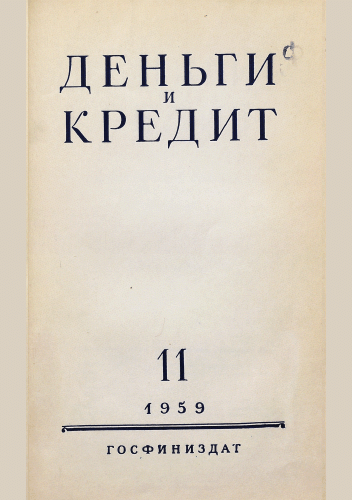 ДЕНЬГИ
И
КРЕДИТ
11
1959
ГОСФИНИЗДАТ